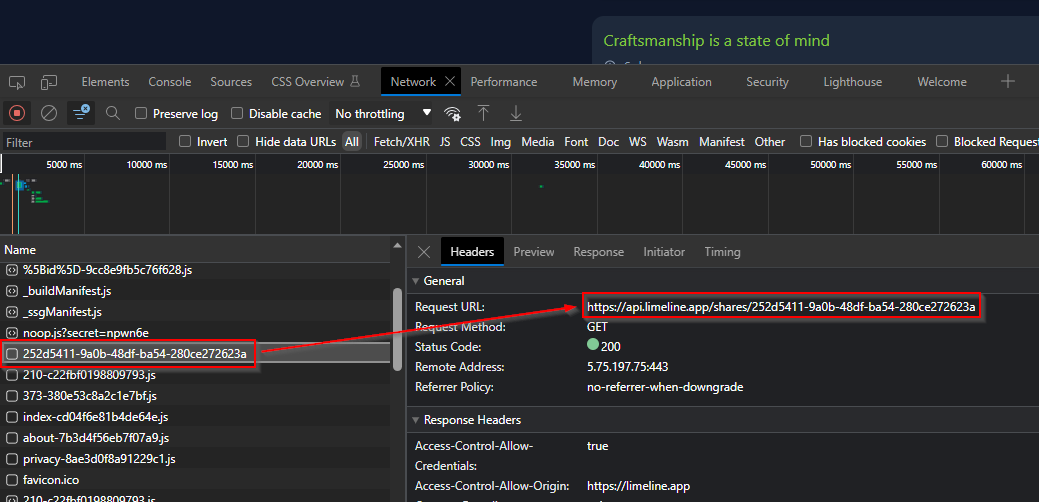 Craftsmanship is a state of mind
Elements Console Sources CSS Overview Network Performance Memory Application Security Lighthouse Welcome
Preserve log Disable cache No throttling
Filter Invert Hide data URLs All Fetch/XHR JS CSS Img Media Font Doc WS Wasm Manifest Other Has blocked cookies Blocked Request
5000 ms 10000 ms 15000 ms 20000 ms 25000 ms 30000 ms 35000 ms 40000 ms 45000 ms 50000 ms 55000 ms 60000 ms
Name
%5Bid%5D-9cc8e9fb5c76f628.js
_buildManifest.js
_ssgManifest.js
noop.js?secret=npwn6e
252d5411-9a0b-48df-ba54-280ce272623a
210-c22fbf0198809793.js
373-380e53c8a2c1e7bf.js
index-cd04f6e81b4de64e.js
about-7b3d4f56eb7f07a9.js
privacy-8ae3d0f8a91229c1.js
favicon.ico
210-c22fbf0198809793.js
Headers Preview Response Initiator Timing
General
Request URL: https://api.limeline.app/shares/252d5411-9a0b-48df-ba54-280ce272623a
Request Method: GET
Status Code: 200
Remote Address: 5.75.197.75:443
Referrer Policy: no-referrer-when-downgrade
Response Headers
Access-Control-Allow- true
Credentials:
Access-Control-Allow-Origin: https://limeline.app